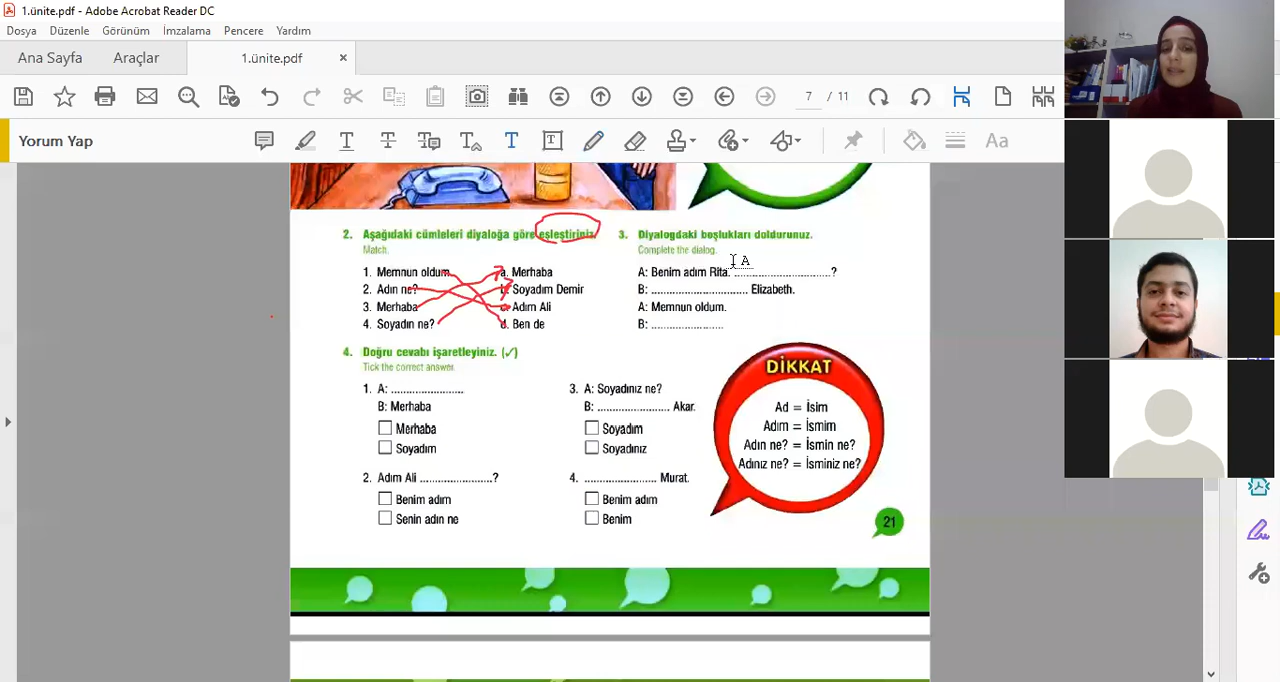 1.ünite.pdf - Adobe Acrobat Reader DC
Dosya Düzenle Görünüm İmzalama Pencere Yardım
Ana Sayfa Araçlar 1.ünite.pdf ×
7 / 11
Yorum Yap
2. Aşağıdaki cümleleri diyaloğa göre eşleştiriniz.
Match.
1. Memnun oldum. a. Merhaba
2. Adın ne? b. Soyadım Demir
3. Merhaba c. Adım Ali
4. Soyadın ne? d. Ben de
3. Diyalogdaki boşlukları doldurunuz.
Complete the dialog.
A: Benim adım Rita. ..............................?
B: .............................. Elizabeth.
A: Memnun oldum.
B: ......................
4. Doğru cevabı işaretleyiniz. (✓)
Tick the correct answer.
1. A: ......................
B: Merhaba
Merhaba
Soyadım
2. Adım Ali ......................?
Benim adım
Senin adın ne
3. A: Soyadınız ne?
B: ...................... Akar.
Soyadım
Soyadınız
4. ...................... Murat.
Benim adım
Benim
DİKKAT
Ad = İsim
Adım = İsmim
Adın ne? = İsmin ne?
Adınız ne? = İsminiz ne?
21